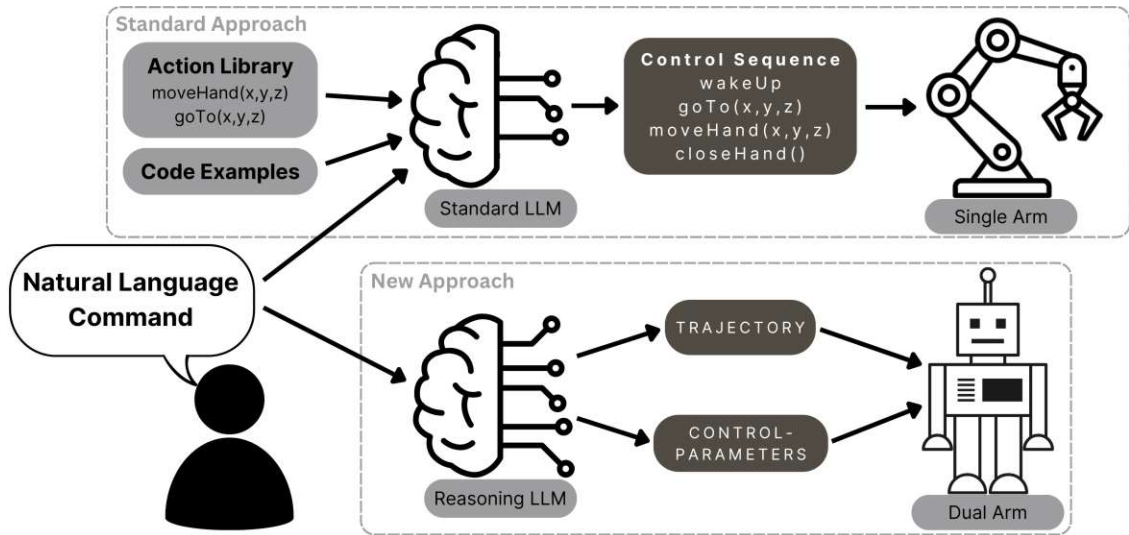 Standard Approach
Action Library
moveHand(x,y,z)
goTo(x,y,z)
Code Examples
Standard LLM
Control Sequence
wakeUp
goTo(x,y,z)
moveHand(x,y,z)
closeHand()
Single Arm
Natural Language
Command
New Approach
Reasoning LLM
TRAJECTORY
CONTROL-
PARAMETERS
Dual Arm